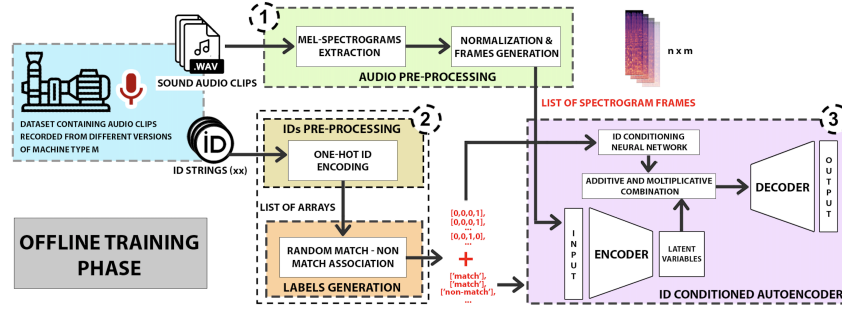 1
MEL-SPECTROGRAMS
EXTRACTION
NORMALIZATION &
FRAMES GENERATION
AUDIO PRE-PROCESSING
.WAV
SOUND AUDIO CLIPS
n x m
LIST OF SPECTROGRAM FRAMES
DATASET CONTAINING AUDIO CLIPS
RECORDED FROM DIFFERENT VERSIONS
OF MACHINE TYPE M
iD
ID STRINGS (xx)
2
IDs PRE-PROCESSING
ONE-HOT ID
ENCODING
LIST OF ARRAYS
RANDOM MATCH - NON
MATCH ASSOCIATION
LABELS GENERATION
[0,0,0,1],
[0,0,0,1],
...
[0,0,1,0],
...
+
['match'],
['match'],
['non-match'],
...
3
ID CONDITIONING
NEURAL NETWORK
ADDITIVE AND MULTIPLICATIVE
COMBINATION
INPUT
ENCODER
LATENT
VARIABLES
DECODER
OUTPUT
ID CONDITIONED AUTOENCODER
OFFLINE TRAINING
PHASE